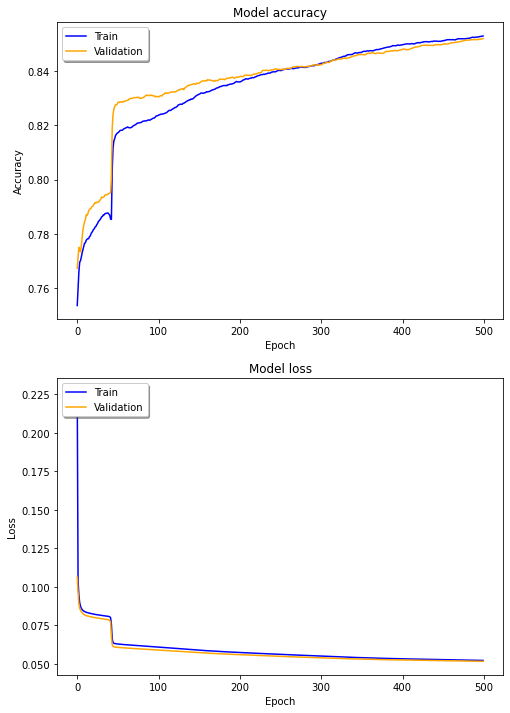 Model accuracy
Train
Validation
0.84
0.82
0.80
0.78
0.76
Accuracy
0 100 200 300 400 500
Epoch
Model loss
Train
Validation
0.225
0.200
0.175
0.150
0.125
0.100
0.075
0.050
Loss
0 100 200 300 400 500
Epoch